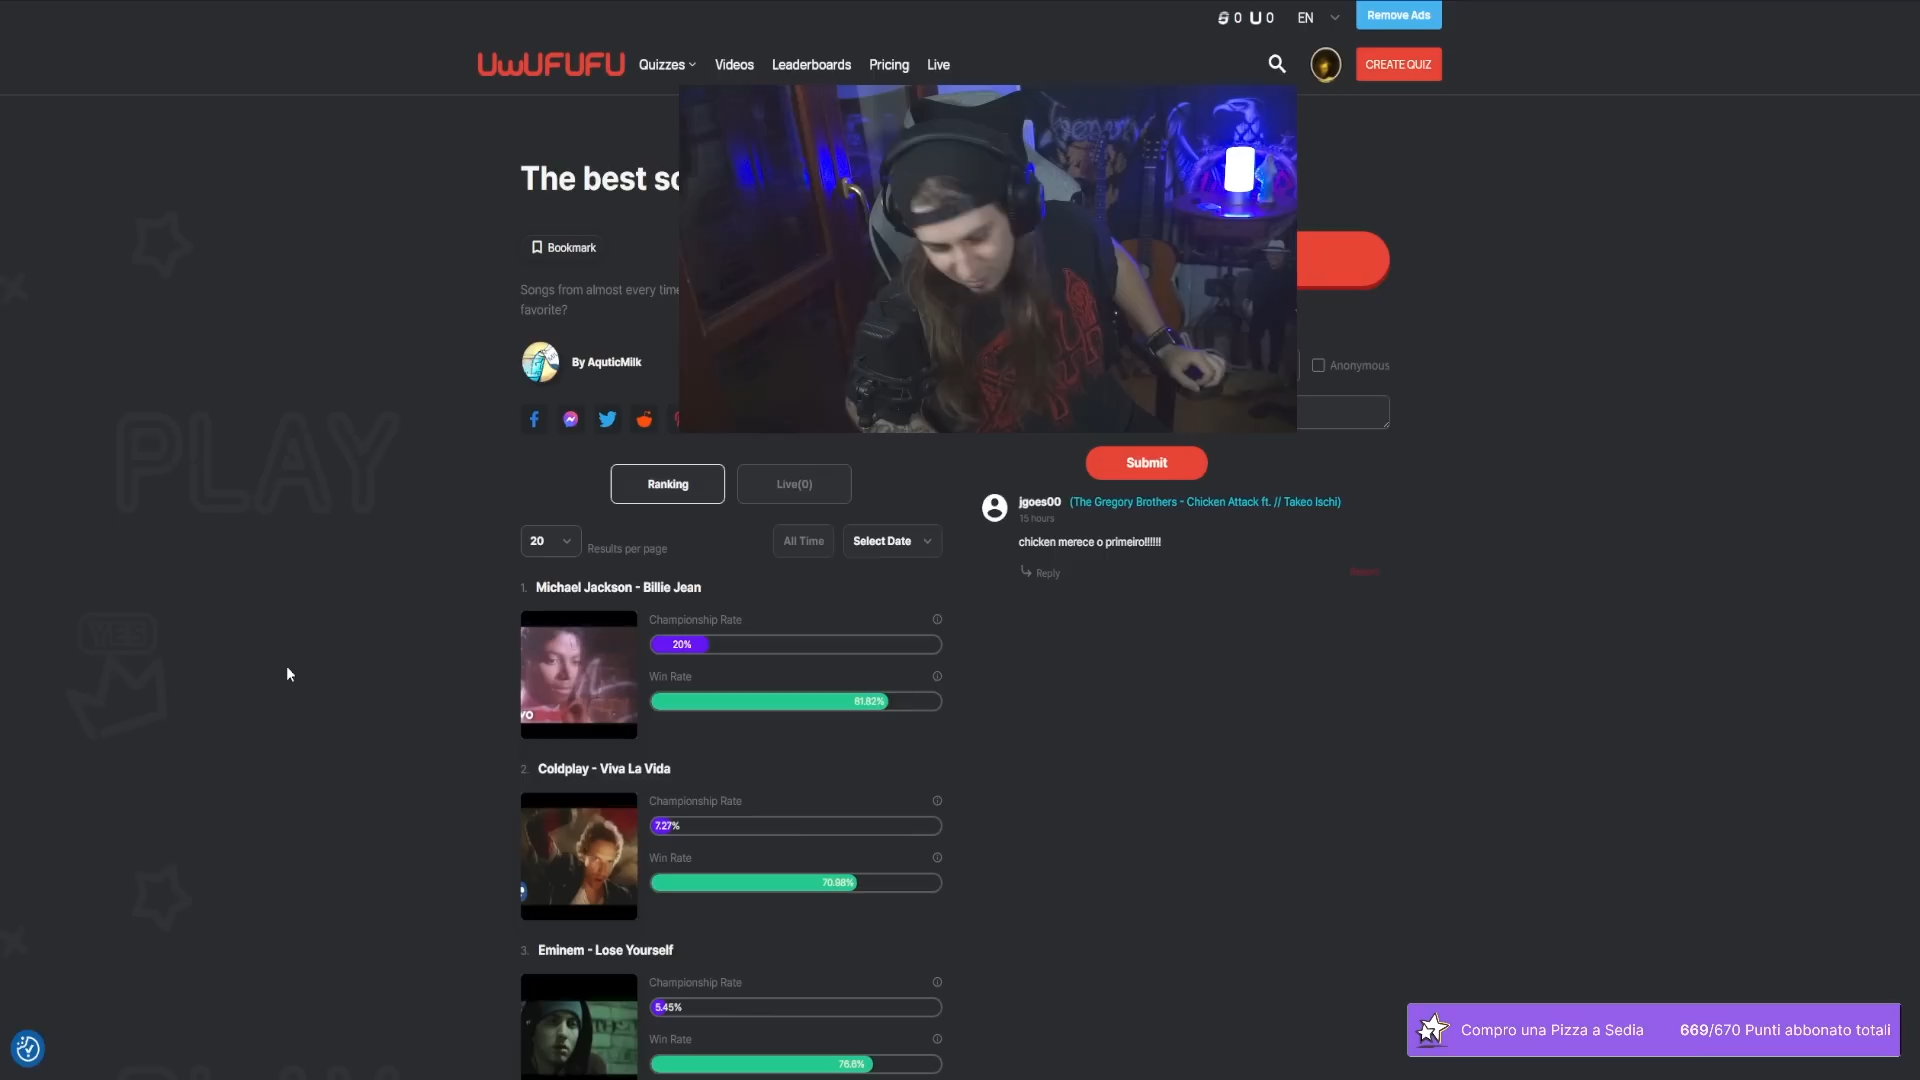 0 0 EN Remove Ads
UwUFUFU Quizzes Videos Leaderboards Pricing Live CREATE QUIZ
The best so
Bookmark
Songs from almost every time
favorite?
By AquticMilk
Anonymous
PLAY
Submit
Ranking Live(0)
jgoes00 (The Gregory Brothers - Chicken Attack ft. // Takeo Ischi)
15 hours
chicken merece o primeiro!!!!!!
Reply
20 Results per page All Time Select Date
1. Michael Jackson - Billie Jean
Championship Rate
20%
Win Rate
81.82%
YES
2. Coldplay - Viva La Vida
Championship Rate
7.27%
Win Rate
70.98%
3. Eminem - Lose Yourself
Championship Rate
5.45%
Win Rate
76.6%
Compro una Pizza a Sedia 669/670 Punti abbonato totali